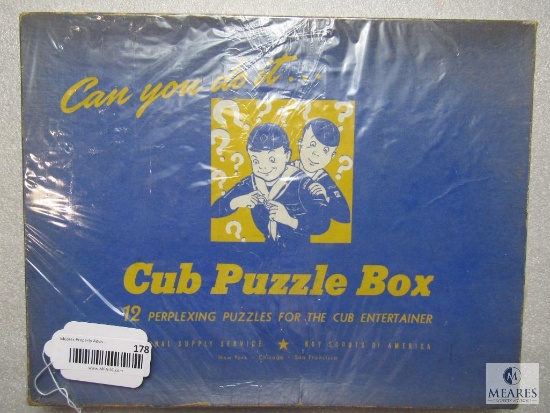 Can you do it...
? ? ? ? ? ? ?
Cub Puzzle Box
12 PERPLEXING PUZZLES FOR THE CUB ENTERTAINER
NAL SUPPLY SERVICE ★ BOY SCOUTS OF AMERICA
New York - Chicago - San Francisco
178
M
MEARES